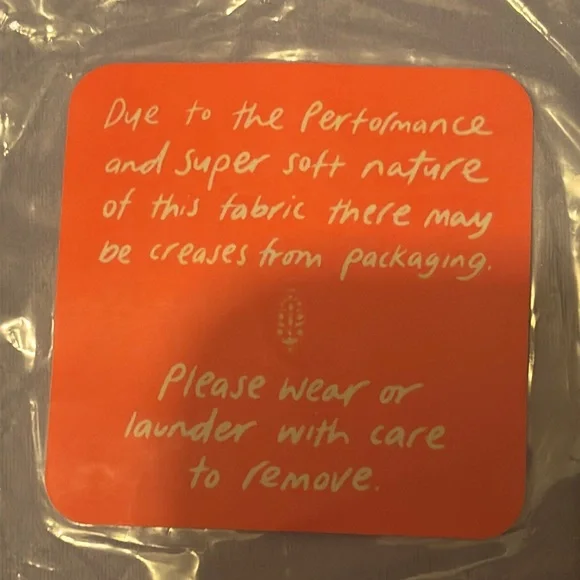 Due to the Performance
and super soft nature
of this fabric there may
be creases from packaging.
Please wear or
launder with care
to remove.